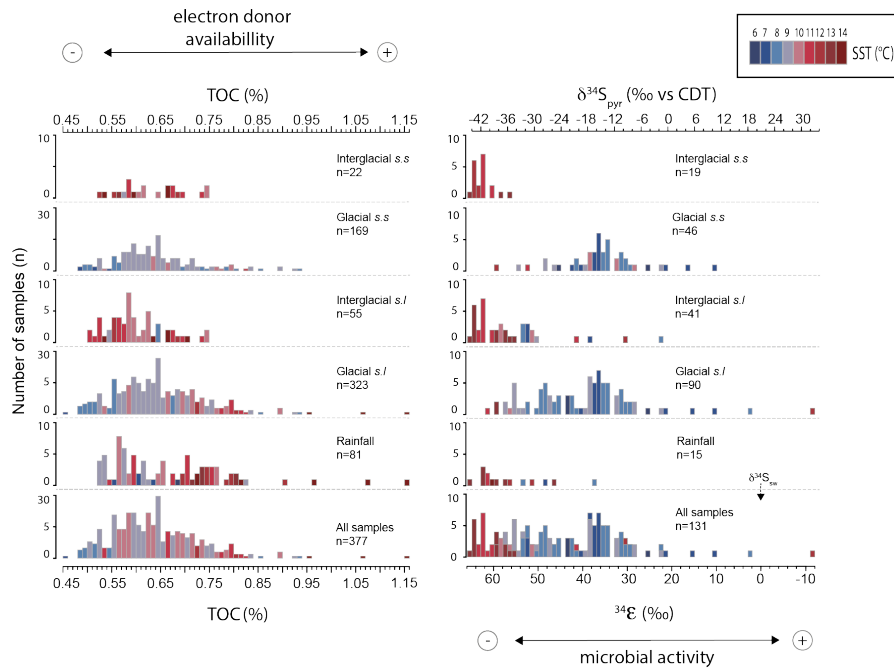 electron donor
availability
-
+
6 7 8 9 10 11 12 13 14
SST (°C)
TOC (%)
0.45 0.55 0.65 0.75 0.85 0.95 1.05 1.15
δ³⁴Spyr (‰ vs CDT)
-42 -36 -30 -24 -18 -12 -6 0 6 12 18 24 30
Number of samples (n)
10
5
0
Interglacial s.s
n=22
10
5
0
Interglacial s.s
n=19
30
5
0
Glacial s.s
n=169
10
5
0
Glacial s.s
n=46
10
5
0
Interglacial s.l
n=55
10
5
0
Interglacial s.l
n=41
30
5
0
Glacial s.l
n=323
10
5
0
Glacial s.l
n=90
10
5
0
Rainfall
n=81
10
5
0
Rainfall
n=15
δ³⁴Ssw
30
5
0
All samples
n=377
10
5
0
All samples
n=131
0.45 0.55 0.65 0.75 0.85 0.95 1.05 1.15
TOC (%)
60 50 40 30 20 10 0 -10
³⁴ε (‰)
-
+
microbial activity